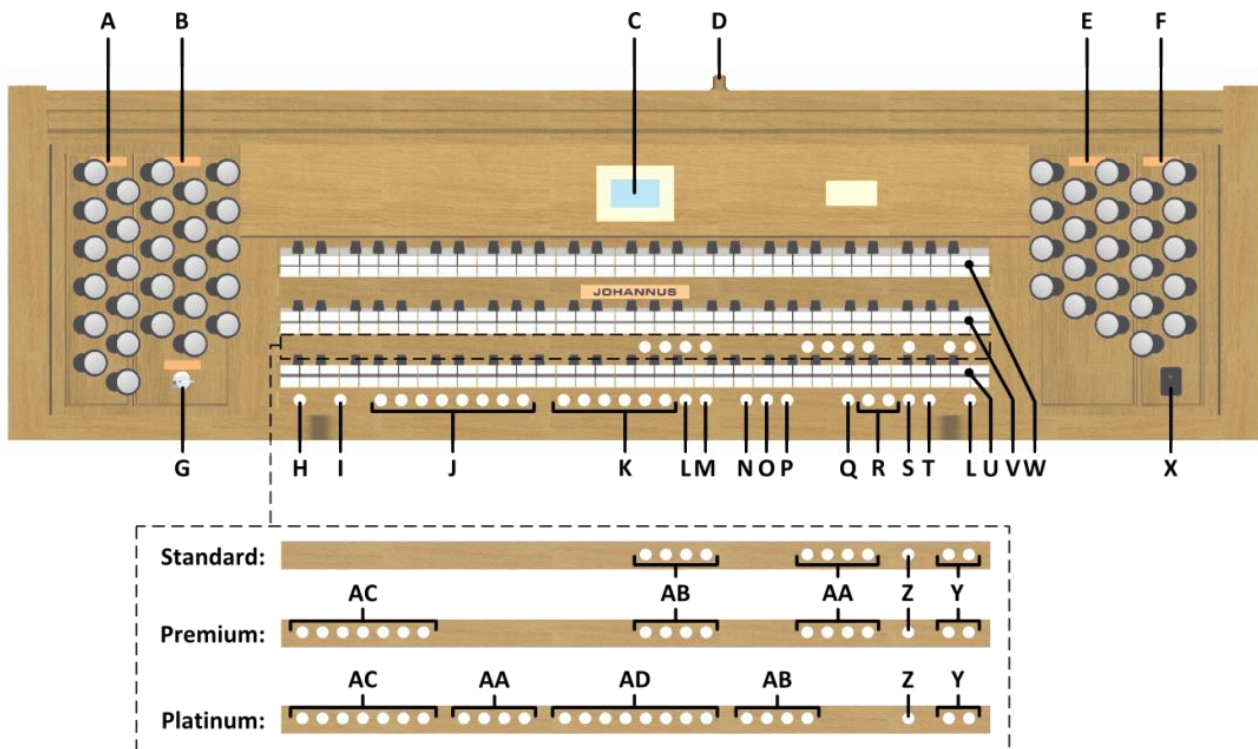 A B C D E F
JOHANNUS
G H I J K L M N O P Q R S T L U V W X
Standard:
AC AB AA Z Y
Premium:
AC AA AD AB Z Y
Platinum: